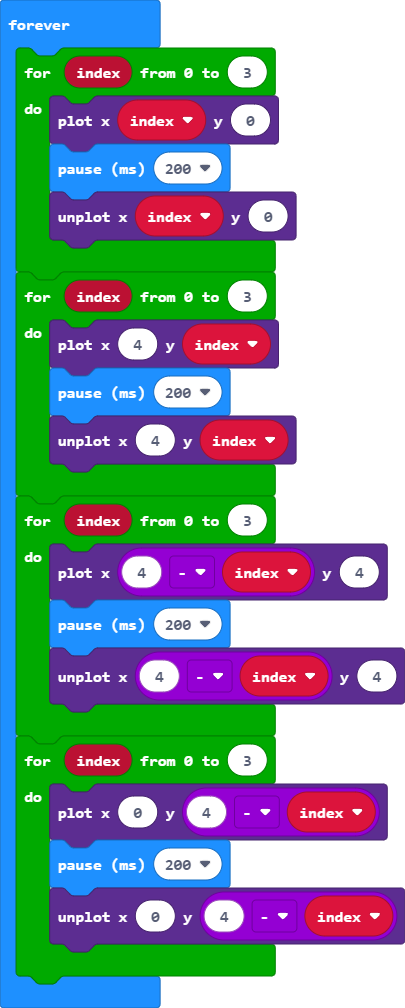 forever
for index from 0 to 3
do
plot x index y 0
pause (ms) 200
unplot x index y 0
for index from 0 to 3
do
plot x 4 y index
pause (ms) 200
unplot x 4 y index
for index from 0 to 3
do
plot x 4 - index y 4
pause (ms) 200
unplot x 4 - index y 4
for index from 0 to 3
do
plot x 0 y 4 - index
pause (ms) 200
unplot x 0 y 4 - index